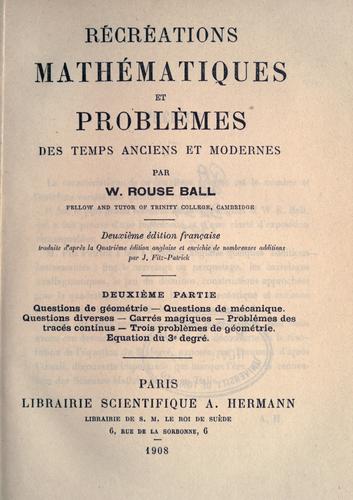 RÉCRÉATIONS
MATHÉMATIQUES
ET
PROBLÈMES
DES TEMPS ANCIENS ET MODERNES
PAR
W. ROUSE BALL
FELLOW AND TUTOR OF TRINITY COLLEGE, CAMBRIDGE
Deuxième édition française
traduite d'après la Quatrième édition anglaise et enrichie de nombreuses additions
par J. Fitz-Patrick
DEUXIÈME PARTIE
Questions de géométrie — Questions de mécanique.
Questions diverses — Carrés magiques — Problèmes des
tracés continus — Trois problèmes de géométrie.
Equation du 3e degré.
PARIS
LIBRAIRIE SCIENTIFIQUE A. HERMANN
LIBRAIRE DE S. M. LE ROI DE SUÈDE
6, RUE DE LA SORBONNE, 6
1908